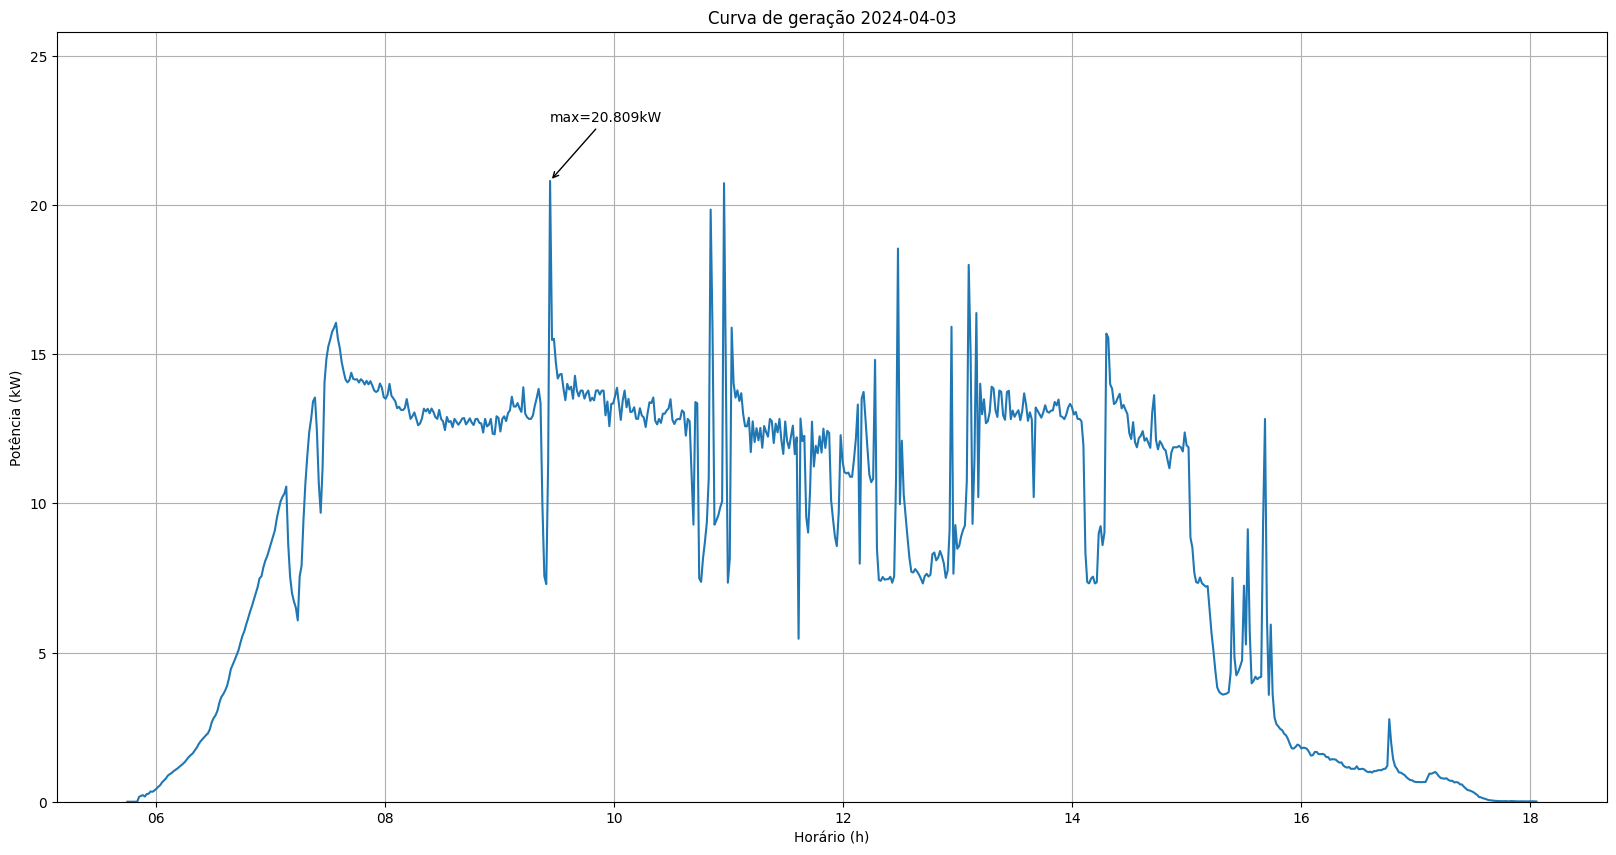 Curva de geração 2024-04-03
25
max=20.809kW
20
15
Potência (kW)
10
5
0
06 08 10 12 14 16 18
Horário (h)